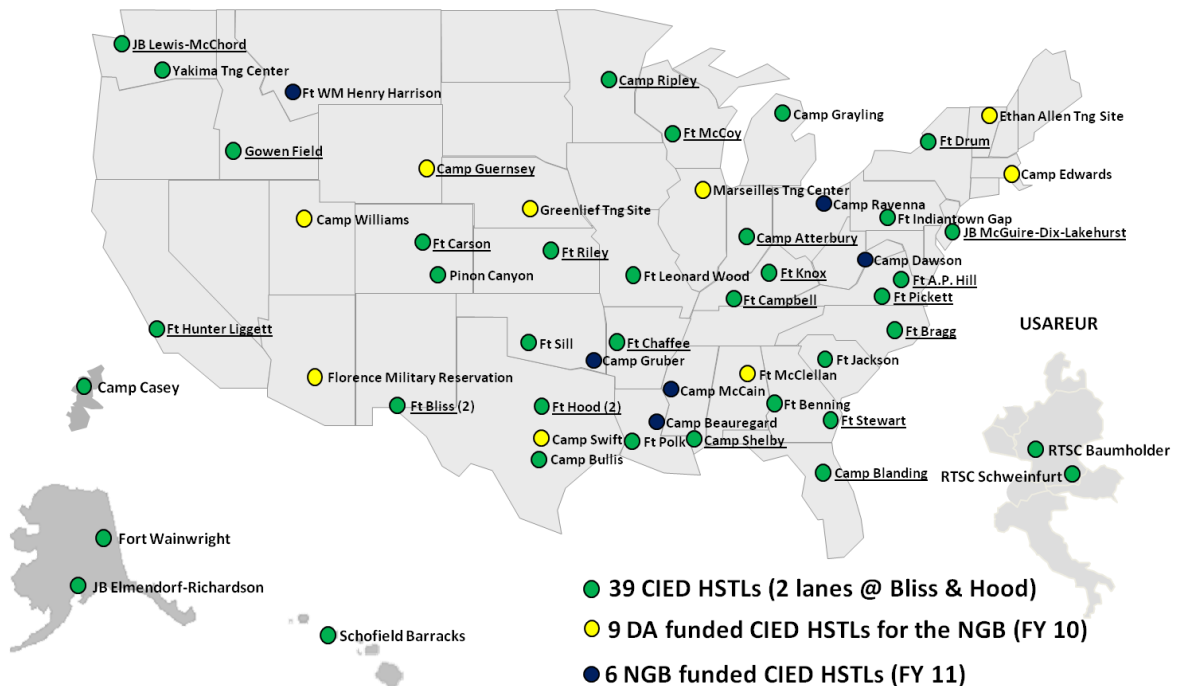 JB Lewis-McChord
Yakima Tng Center
Ft WM Henry Harrison
Camp Ripley
Camp Grayling
Ethan Allen Tng Site
Ft McCoy
Ft Drum
Gowen Field
Camp Guernsey
Camp Edwards
Marseilles Tng Center
Camp Ravenna
Camp Williams
Greenlief Tng Site
Ft Indiantown Gap
JB McGuire-Dix-Lakehurst
Ft Carson
Ft Riley
Camp Atterbury
Camp Dawson
Pinon Canyon
Ft Leonard Wood
Ft Knox
Ft A.P. Hill
Ft Campbell
Ft Pickett
Ft Hunter Liggett
Ft Bragg
USAREUR
Ft Sill
Ft Chaffee
Camp Gruber
Ft Jackson
Camp Casey
Florence Military Reservation
Ft McClellan
Camp McCain
Ft Bliss (2)
Ft Hood (2)
Ft Benning
Camp Beauregard
Ft Stewart
Camp Swift
Ft Polk
Camp Shelby
Camp Bullis
Camp Blanding
RTSC Baumholder
RTSC Schweinfurt
Fort Wainwright
JB Elmendorf-Richardson
Schofield Barracks
39 CIED HSTLs (2 lanes @ Bliss & Hood)
9 DA funded CIED HSTLs for the NGB (FY 10)
6 NGB funded CIED HSTLs (FY 11)